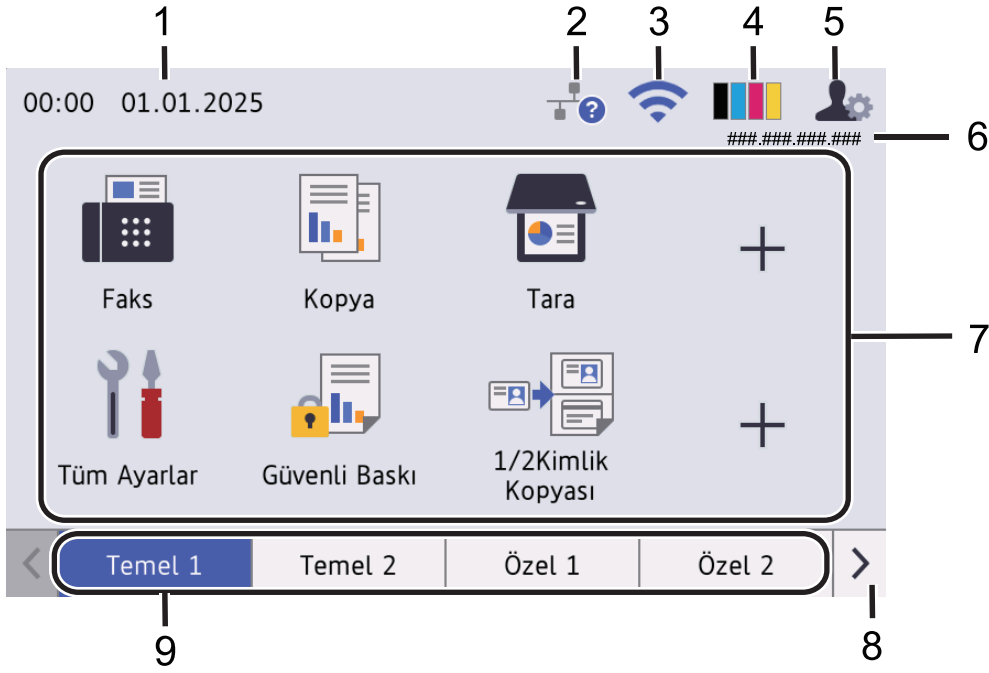 1
2
3
4
5
00:00 01.01.2025
?
###.###.###.###
6
Faks
Kopya
Tara
7
Tüm Ayarlar
Güvenli Baskı
1/2Kimlik
Kopyası
Temel 1
Temel 2
Özel 1
Özel 2
9
8